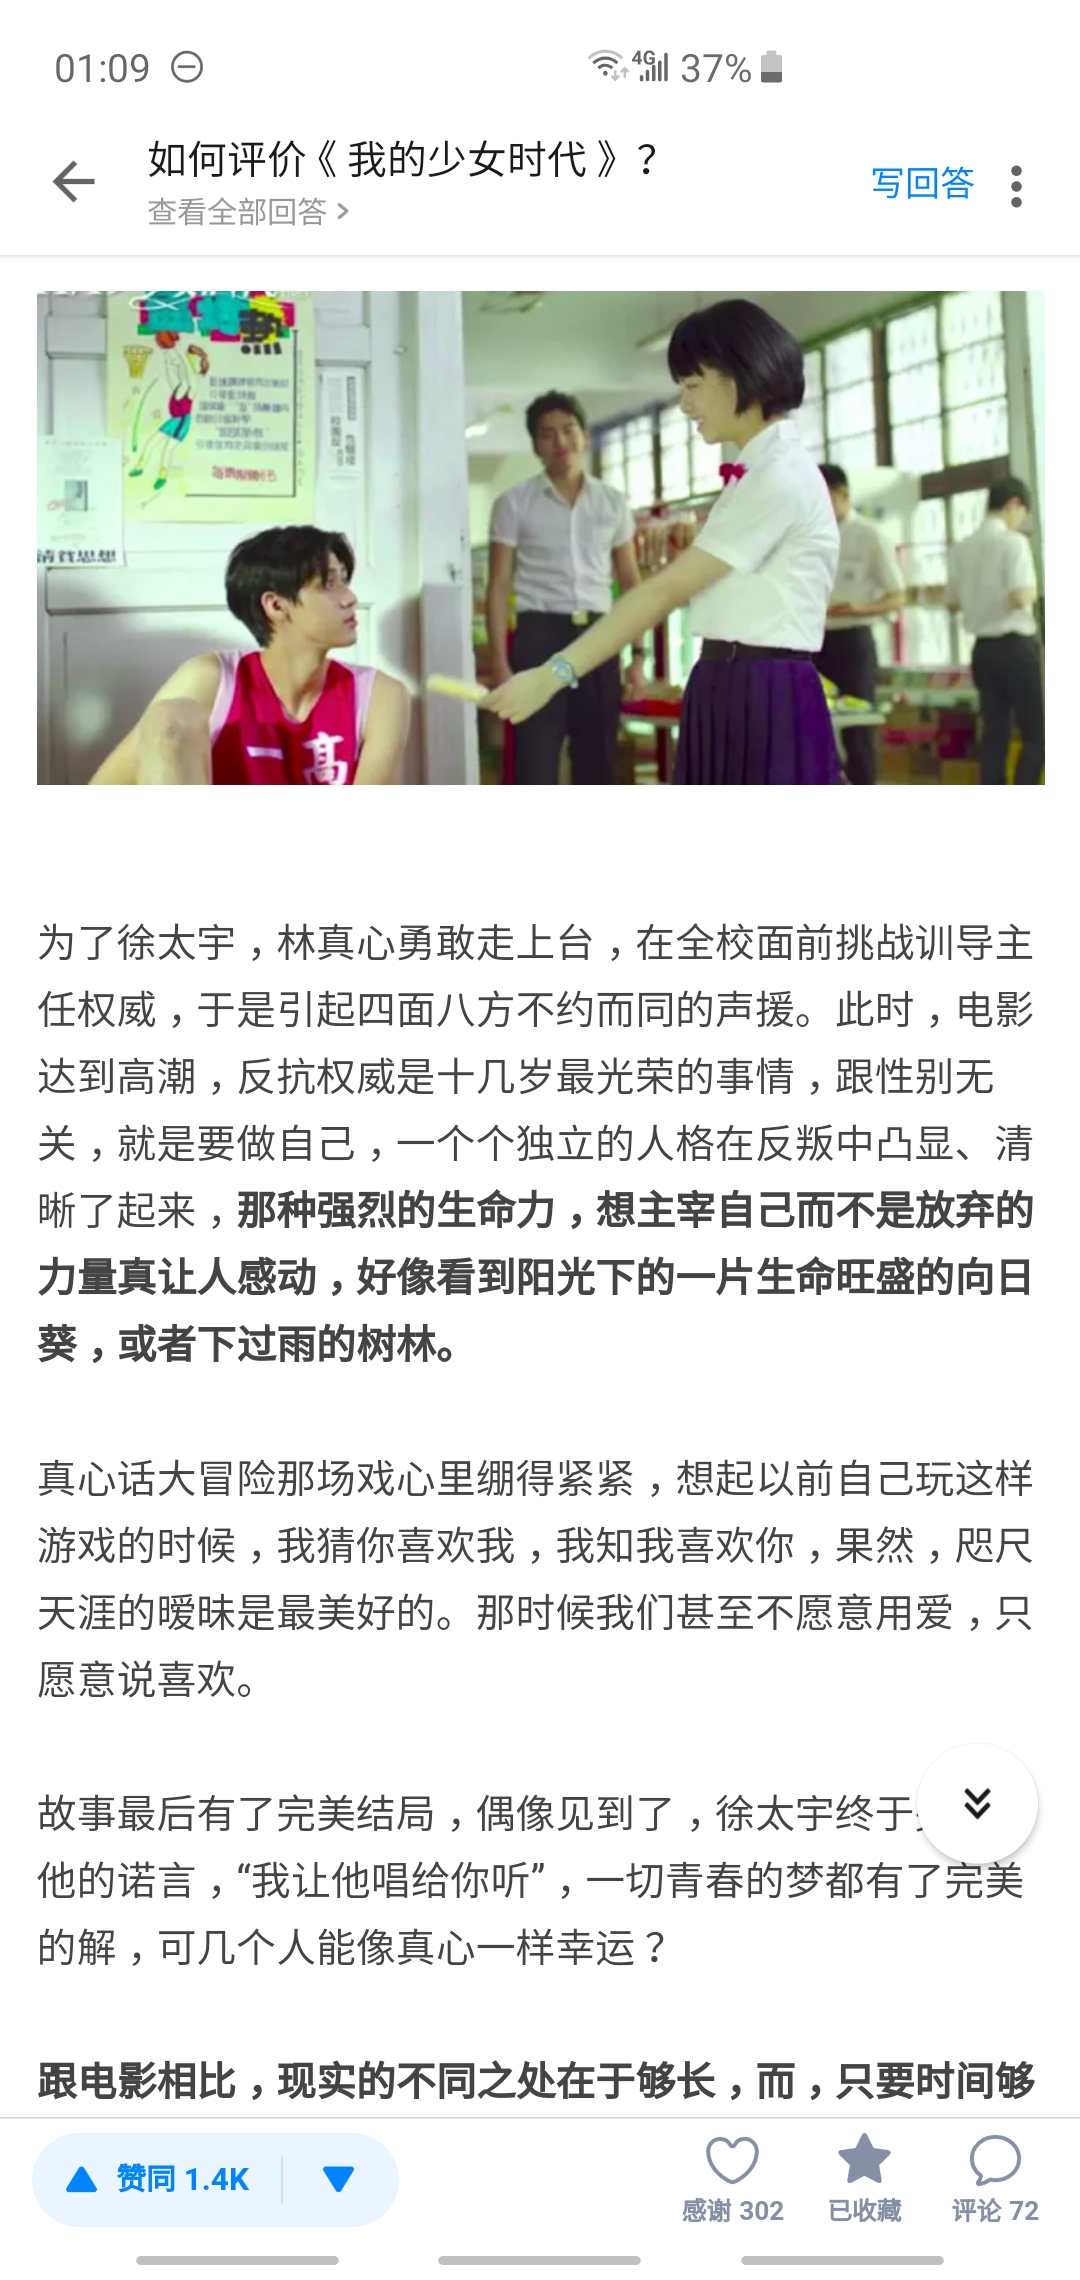 01:09
4G
37%
如何评价《 我的少女时代 》？
查看全部回答
写回答
清貧思想
高
为了徐太宇，林真心勇敢走上台，在全校面前挑战训导主
任权威，于是引起四面八方不约而同的声援。此时，电影
达到高潮，反抗权威是十几岁最光荣的事情，跟性别无
关，就是要做自己，一个个独立的人格在反叛中凸显、清
晰了起来，那种强烈的生命力，想主宰自己而不是放弃的
力量真让人感动，好像看到阳光下的一片生命旺盛的向日
葵，或者下过雨的树林。
真心话大冒险那场戏心里绷得紧紧，想起以前自己玩这样
游戏的时候，我猜你喜欢我，我知我喜欢你，果然，咫尺
天涯的暧昧是最美好的。那时候我们甚至不愿意用爱，只
愿意说喜欢。
故事最后有了完美结局，偶像见到了，徐太宇终于
他的诺言，“我让他唱给你听”，一切青春的梦都有了完美
的解，可几个人能像真心一样幸运？
跟电影相比，现实的不同之处在于够长，而，只要时间够
赞同 1.4K
感谢 302
已收藏
评论 72